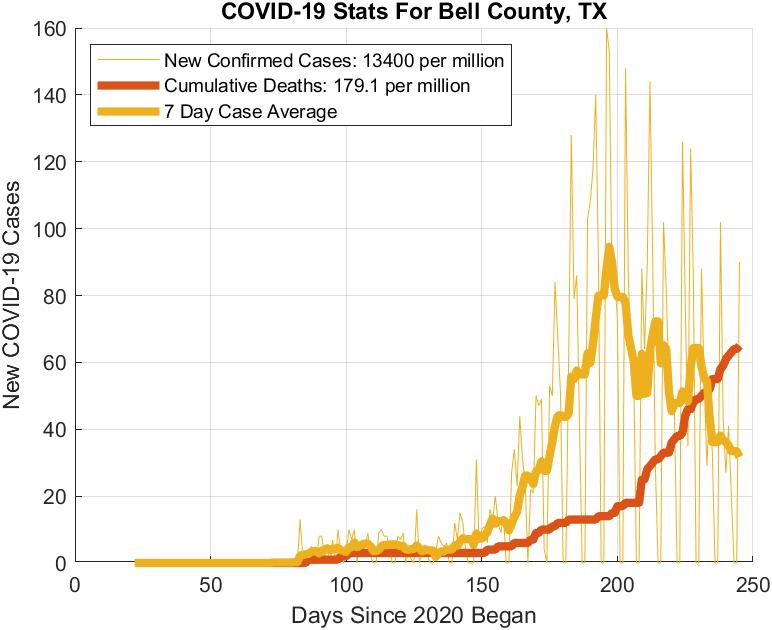 COVID-19 Stats For Bell County, TX
160
140
120
100
80
60
40
20
0
New COVID-19 Cases
New Confirmed Cases: 13400 per million
Cumulative Deaths: 179.1 per million
7 Day Case Average
0 50 100 150 200 250
Days Since 2020 Began